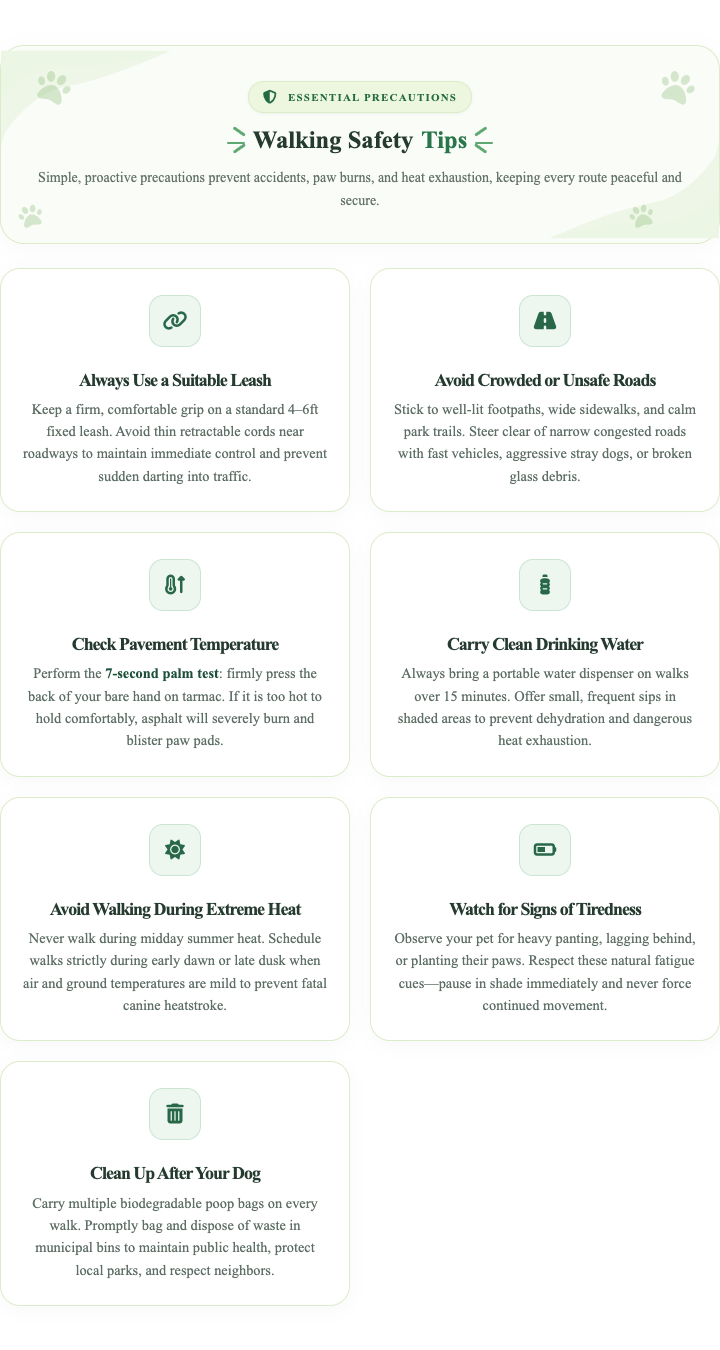 ESSENTIAL PRECAUTIONS
Walking Safety Tips
Simple, proactive precautions prevent accidents, paw burns, and heat exhaustion, keeping every route peaceful and
secure.
Always Use a Suitable Leash
Keep a firm, comfortable grip on a standard 4–6ft
fixed leash. Avoid thin retractable cords near
roadways to maintain immediate control and prevent
sudden darting into traffic.
Avoid Crowded or Unsafe Roads
Stick to well-lit footpaths, wide sidewalks, and calm
park trails. Steer clear of narrow congested roads
with fast vehicles, aggressive stray dogs, or broken
glass debris.
Check Pavement Temperature
Perform the 7-second palm test: firmly press the
back of your bare hand on tarmac. If it is too hot to
hold comfortably, asphalt will severely burn and
blister paw pads.
Carry Clean Drinking Water
Always bring a portable water dispenser on walks
over 15 minutes. Offer small, frequent sips in
shaded areas to prevent dehydration and dangerous
heat exhaustion.
Avoid Walking During Extreme Heat
Never walk during midday summer heat. Schedule
walks strictly during early dawn or late dusk when
air and ground temperatures are mild to prevent fatal
canine heatstroke.
Watch for Signs of Tiredness
Observe your pet for heavy panting, lagging behind,
or planting their paws. Respect these natural fatigue
cues—pause in shade immediately and never force
continued movement.
Clean Up After Your Dog
Carry multiple biodegradable poop bags on every
walk. Promptly bag and dispose of waste in
municipal bins to maintain public health, protect
local parks, and respect neighbors.